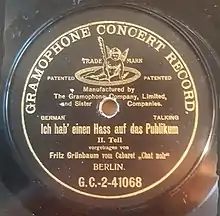 GRAMOPHONE CONCERT RECORD.
TRADE MARK
PATENTED PATENTED
Manufactured by
The Gramophone Company, Limited,
and Sister Companies.
GERMAN TALKING
Ich hab' einen Hass auf das Publikum
II. Teil
vorgetragen von
Fritz Grünbaum vom Cabaret „Chat noir"
BERLIN.
G.C.-2-41068